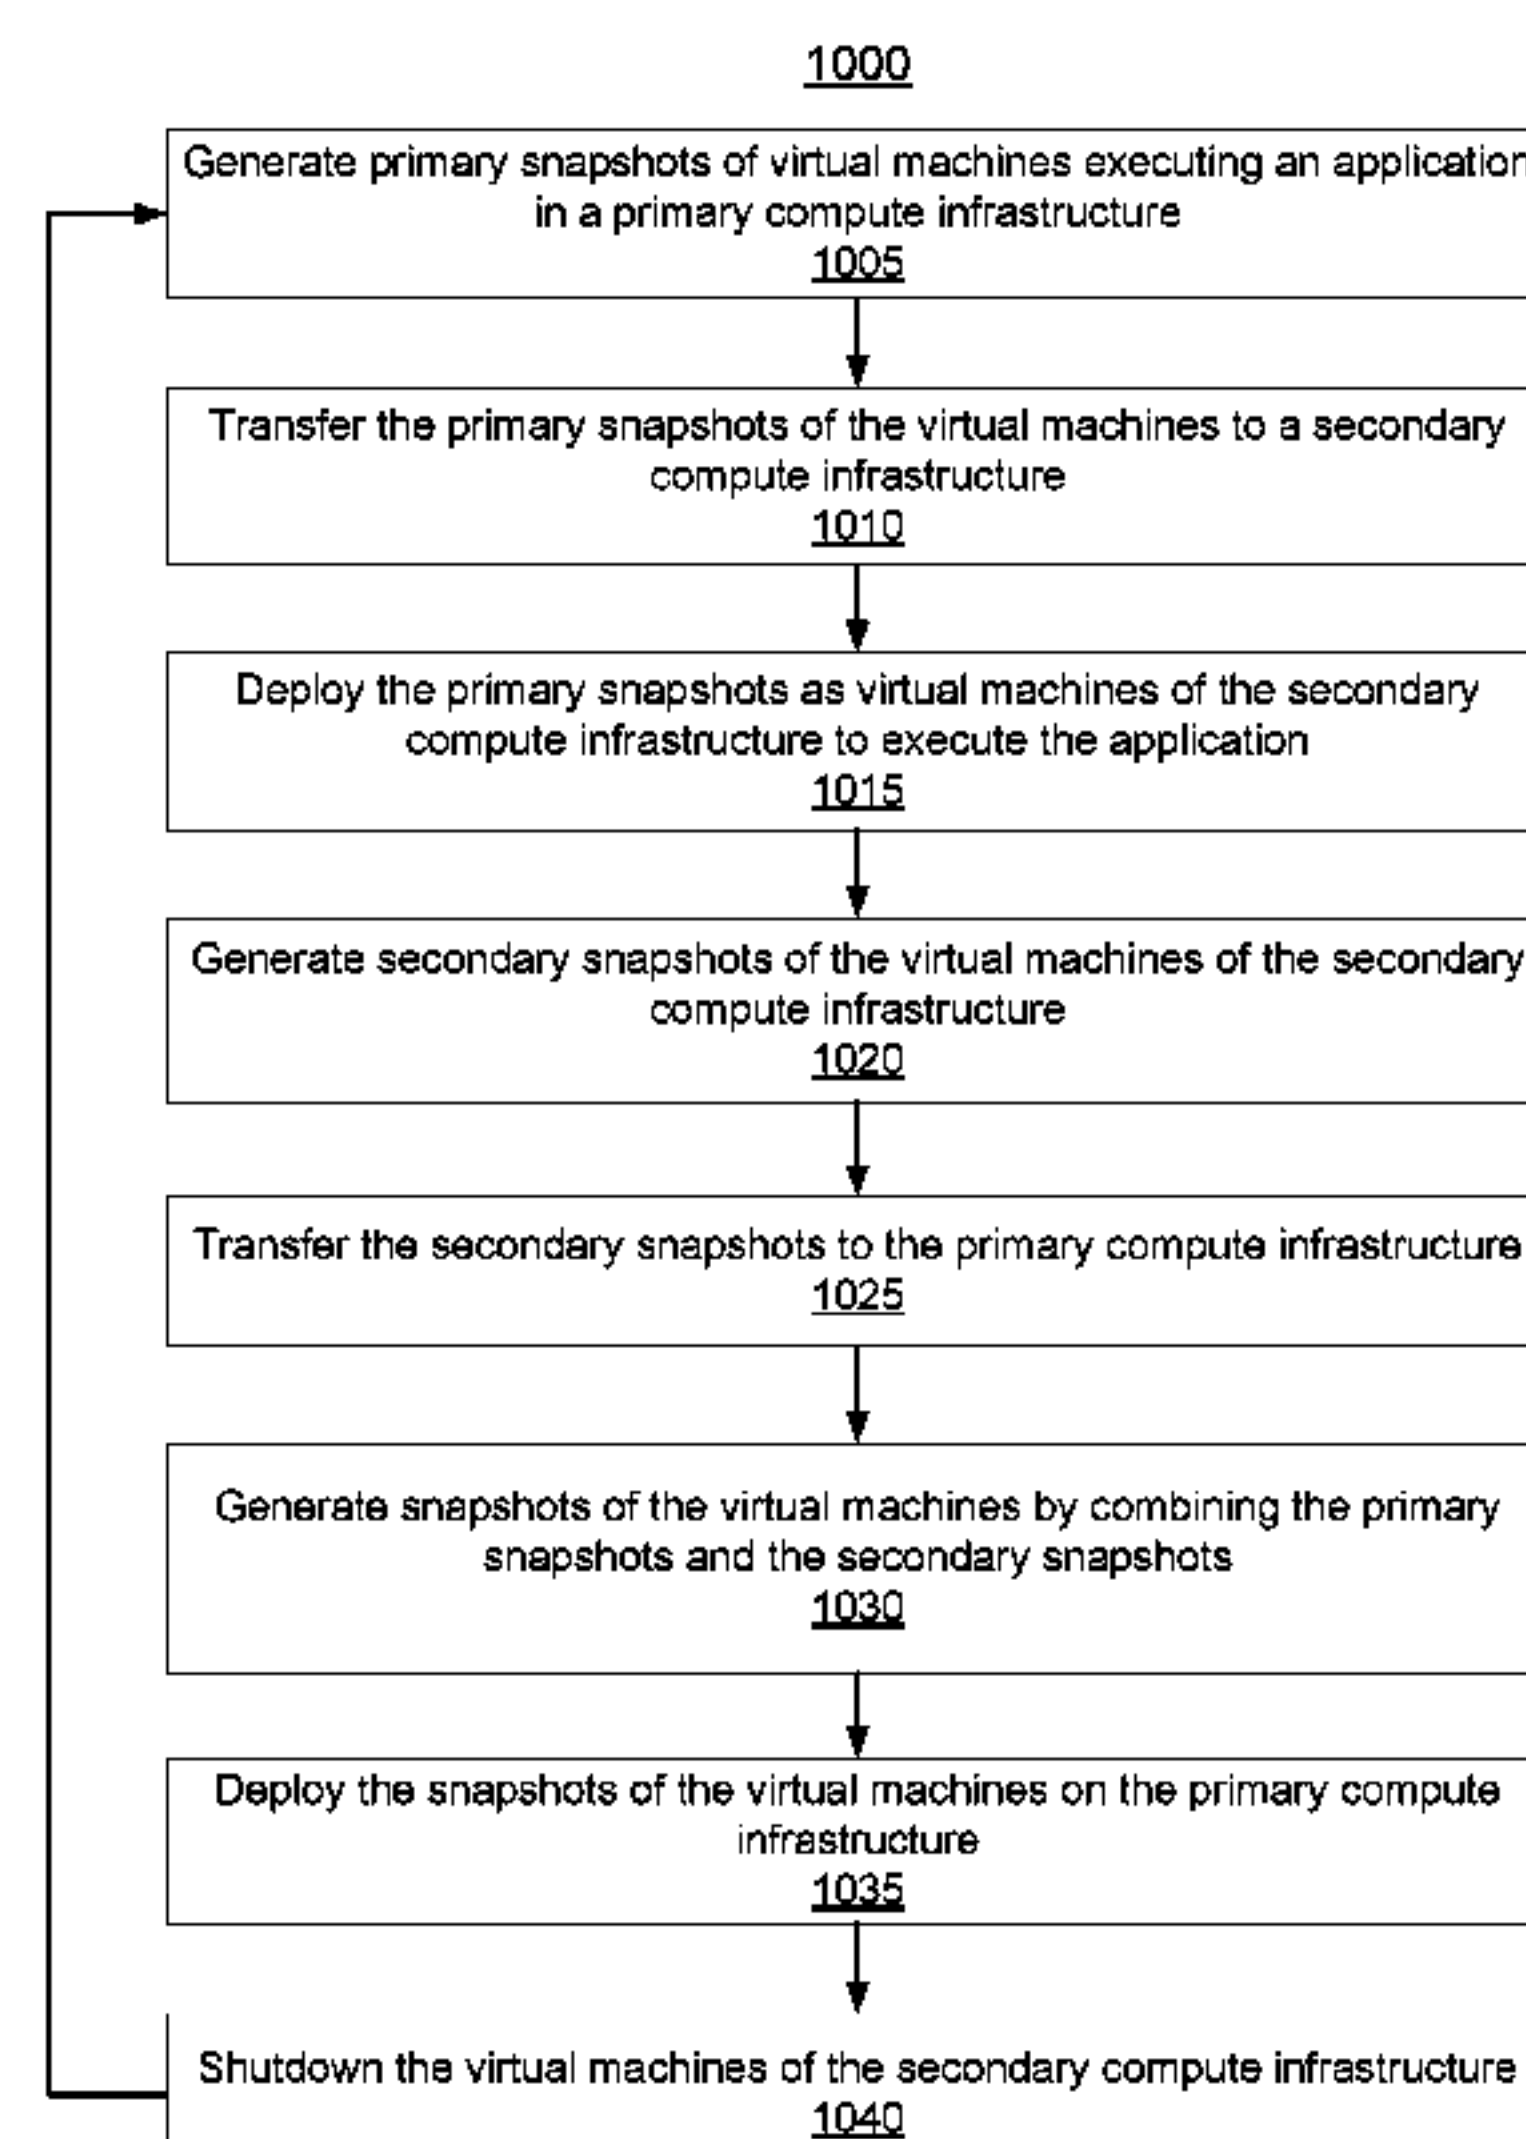 1000
Generate primary snapshots of virtual machines executing an application
in a primary compute infrastructure
1005
Transfer the primary snapshots of the virtual machines to a secondary
compute infrastructure
1010
Deploy the primary snapshots as virtual machines of the secondary
compute infrastructure to execute the application
1015
Generate secondary snapshots of the virtual machines of the secondary
compute infrastructure
1020
Transfer the secondary snapshots to the primary compute infrastructure
1025
Generate snapshots of the virtual machines by combining the primary
snapshots and the secondary snapshots
1030
Deploy the snapshots of the virtual machines on the primary compute
infrastructure
1035
Shutdown the virtual machines of the secondary compute infrastructure
1040